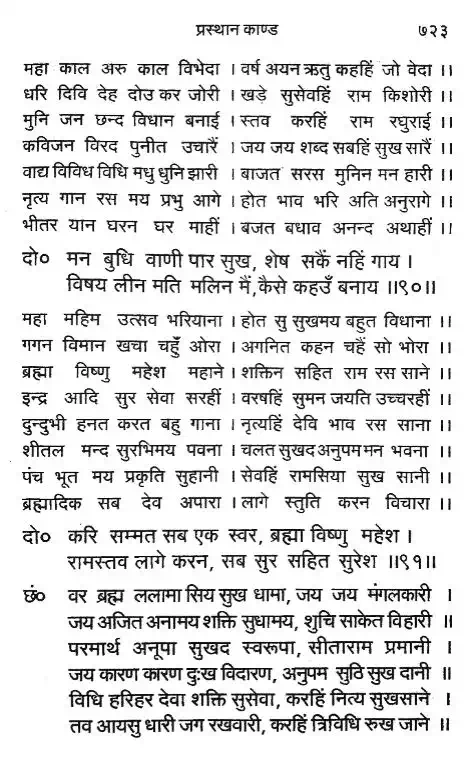 प्रस्थान काण्ड ७२३
महा काल अरु काल विभेदा । वर्ष अयन ऋतु कहहिं जो वेदा ।।
धरि दिवि देह दोउ कर जोरी । खड़े सुसेवहिं राम किशोरी ।।
मुनि जन छन्द विधान बनाई । स्तव करहिं राम रघुराई ।।
कविजन विरद पुनीत उचारैं । जय जय शब्द सबहिं सुख सारैं ।।
वाद्य विविध विधि मधु धुनि झारी । बाजत सरस मुनिन मन हारी ।।
नृत्य गान रस मय प्रभु आगे । होत भाव भरि अति अनुरागे ।।
भीतर यान घरन घर माहीं । बजत बधाव अनन्द अथाहीं ।।
दो० मन बुधि वाणी पार सुख, शेष सकैं नहिं गाय ।
विषय लीन मति मलिन मैं, कैसे कहउँ बनाय ।।९०।।
महा महिम उत्सव भरियाना । होत सु सुखमय बहुत विधाना ।।
गगन विमान खचा चहुँ ओरा । अगनित कहन चहैं सो भोरा ।।
ब्रह्मा विष्णु महेश महाने । शक्तिन सहित राम रस साने ।।
इन्द्र आदि सुर सेवा सरहीं । वरषहिं सुमन जयति उच्चरहीं ।।
दुन्दुभी हनत करत बहु गाना । नृत्यहिं देवि भाव रस साना ।।
शीतल मन्द सुरभिमय पवना । चलत सुखद अनुपम मन भवना ।।
पंच भूत मय प्रकृति सुहानी । सेवहिं रामसिया सुख सानी ।।
ब्रह्मादिक सब देव अपारा । लागे स्तुति करन विचारा ।।
दो० करि सम्मत सब एक स्वर, ब्रह्मा विष्णु महेश ।
रामस्तव लागे करन, सब सुर सहित सुरेश ।।९१।।
छं० वर ब्रह्म ललामा सिय सुख धामा, जय जय मंगलकारी ।
जय अजित अनामय शक्ति सुधामय, शुचि साकेत विहारी ।।
परमार्थ अनूपा सुखद स्वरूपा, सीताराम प्रमानी ।
जय कारण कारण दुःख विदारण, अनुपम सुठि सुख दानी ।।
विधि हरिहर देवा शक्ति सुसेवा, करहिं नित्य सुखसाने ।
तव आयसु धारी जग रखवारी, करहिं त्रिविधि रुख जाने ।।